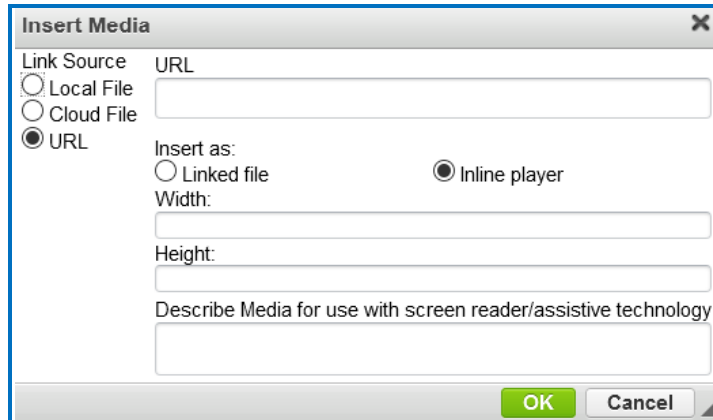 Insert Media
Link Source
Local File
Cloud File
URL
URL
Insert as:
Linked file Inline player
Width:
Height:
Describe Media for use with screen reader/assistive technology
OK Cancel